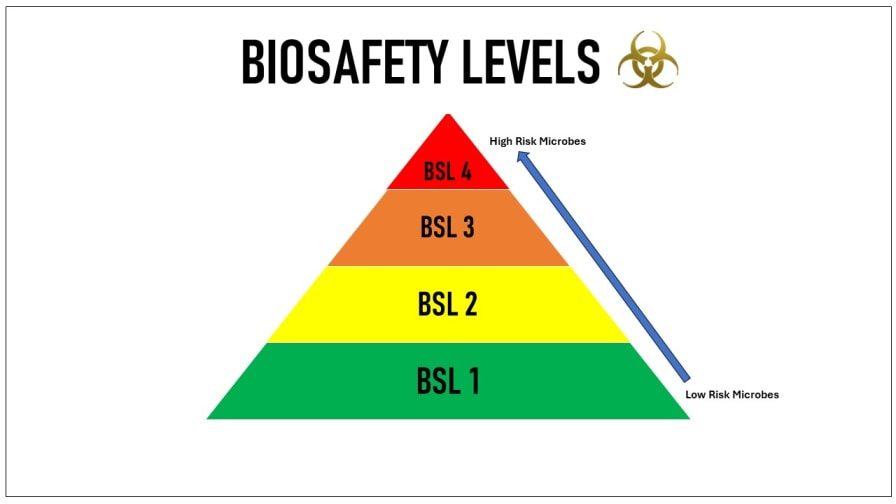 BIOSAFETY LEVELS
High Risk Microbes
BSL 4
BSL 3
BSL 2
BSL 1
Low Risk Microbes